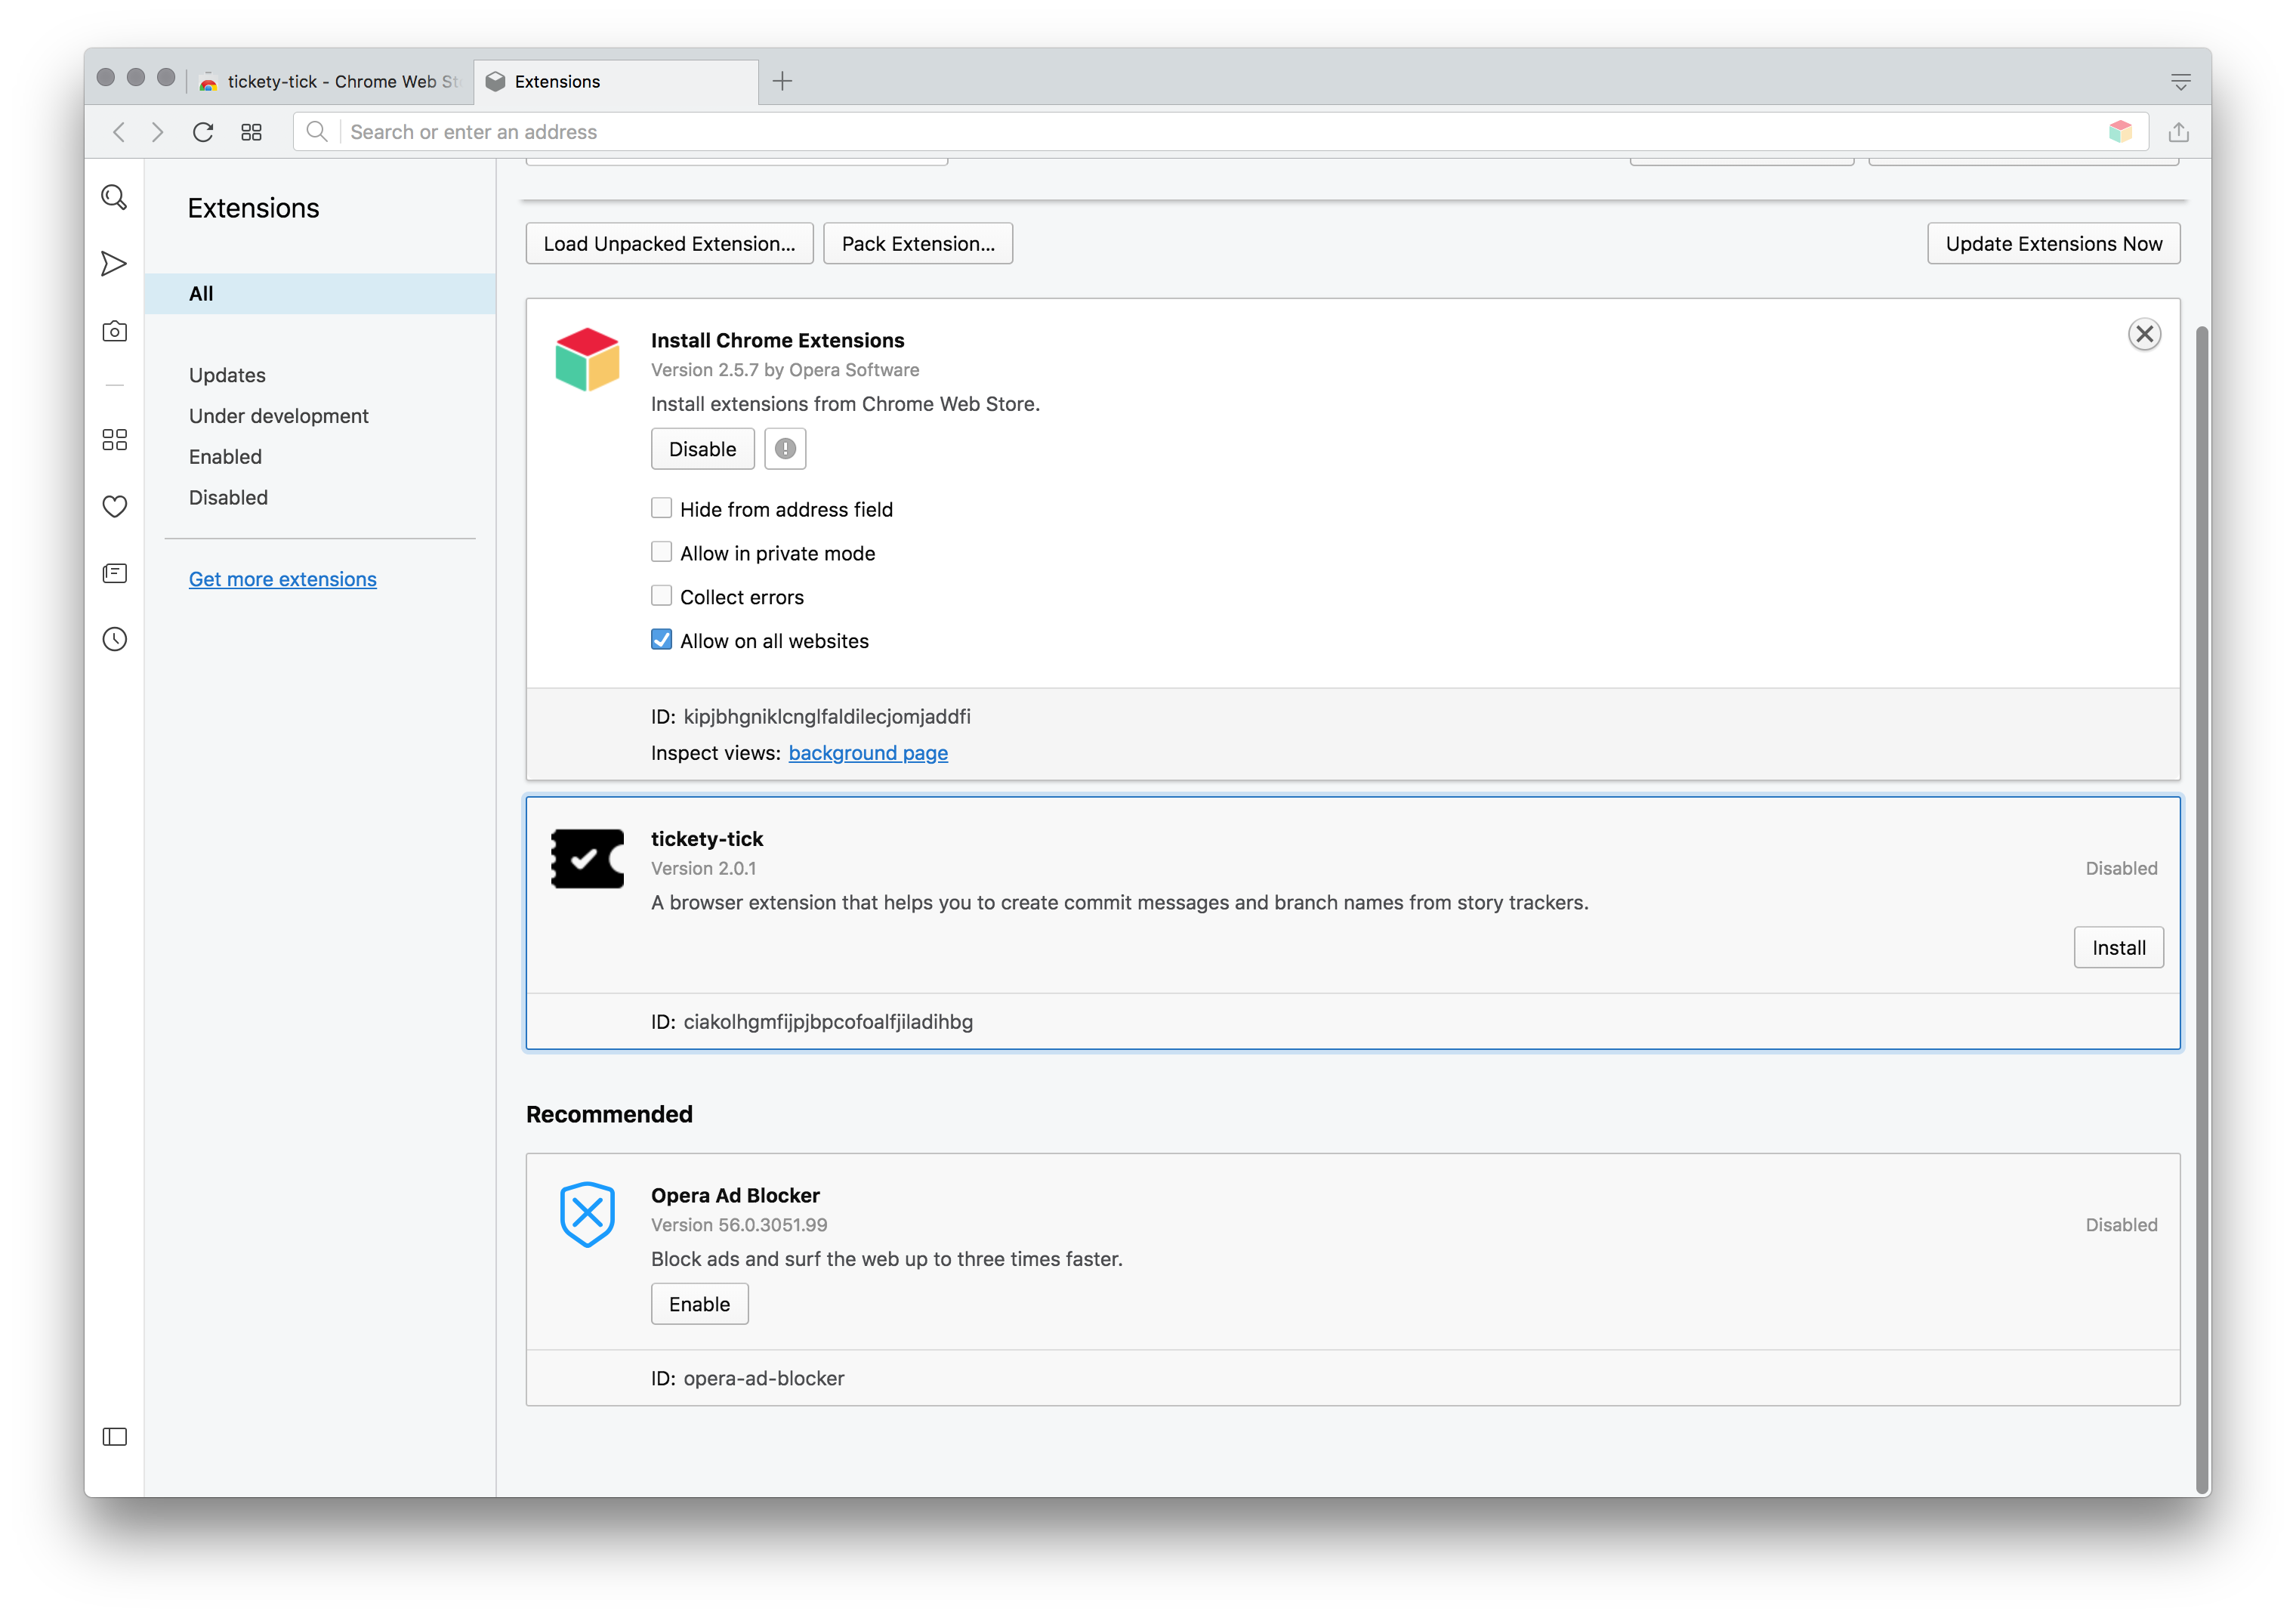 tickety-tick - Chrome Web St
Extensions
Search or enter an address
Extensions
All
Updates
Under development
Enabled
Disabled
Get more extensions
Load Unpacked Extension...
Pack Extension...
Update Extensions Now
Install Chrome Extensions
Version 2.5.7 by Opera Software
Install extensions from Chrome Web Store.
Disable
Hide from address field
Allow in private mode
Collect errors
Allow on all websites
ID: kipjbhgniklcnglfaldilecjomjaddfi
Inspect views: background page
tickety-tick
Version 2.0.1
Disabled
A browser extension that helps you to create commit messages and branch names from story trackers.
Install
ID: ciakolhgmfijpjbpcofoalfjiladihbg
Recommended
Opera Ad Blocker
Version 56.0.3051.99
Disabled
Block ads and surf the web up to three times faster.
Enable
ID: opera-ad-blocker